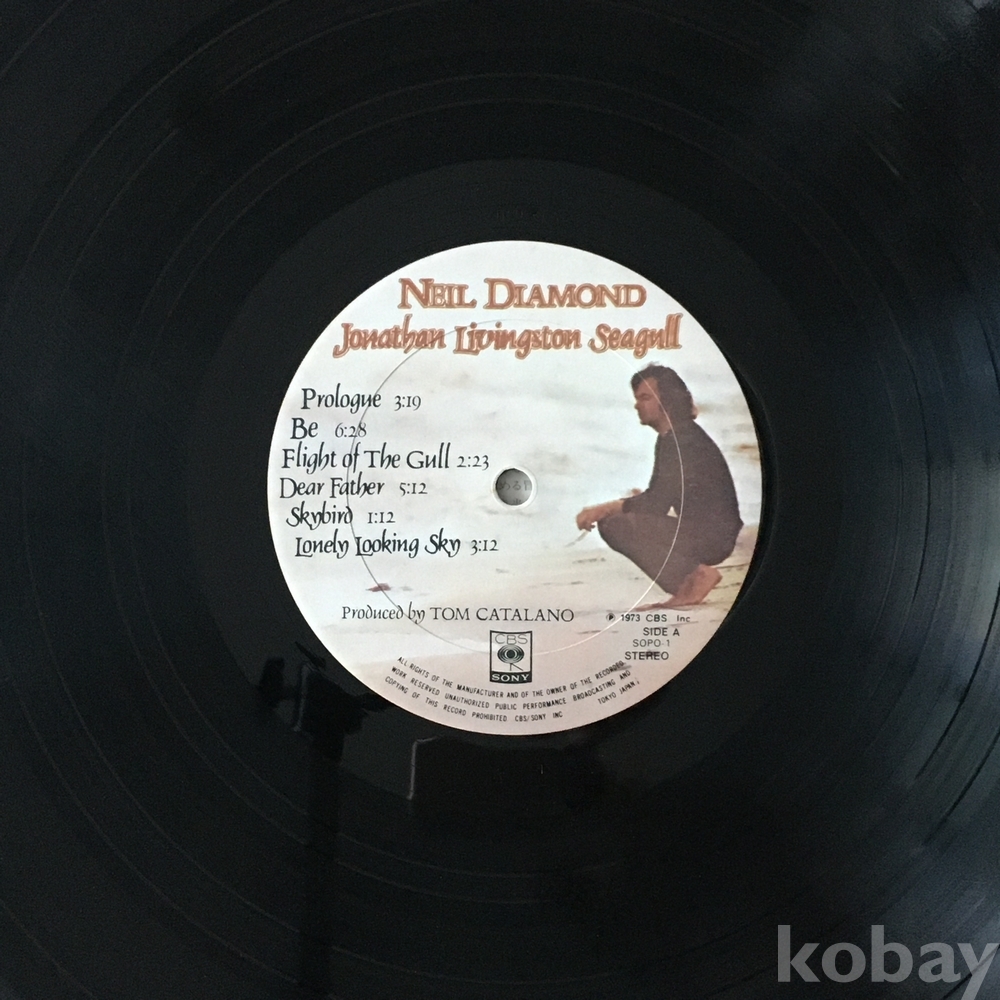 NEIL DIAMOND
Jonathan Livingston Seagull
Prologue 3:19
Be 6:28
Flight of The Gull 2:23
Dear Father 5:12
Skybird 1:12
Lonely Looking Sky 3:12
Produced by TOM CATALANO
℗ 1973 CBS Inc
SIDE A
SOPO-1
STEREO
CBS
SONY
ALL RIGHTS OF THE MANUFACTURER AND OF THE OWNER OF THE RECORDED
WORK RESERVED UNAUTHORIZED PUBLIC PERFORMANCE BROADCASTING AND
COPYING OF THIS RECORD PROHIBITED CBS/SONY INC TOKYO JAPAN
kobay